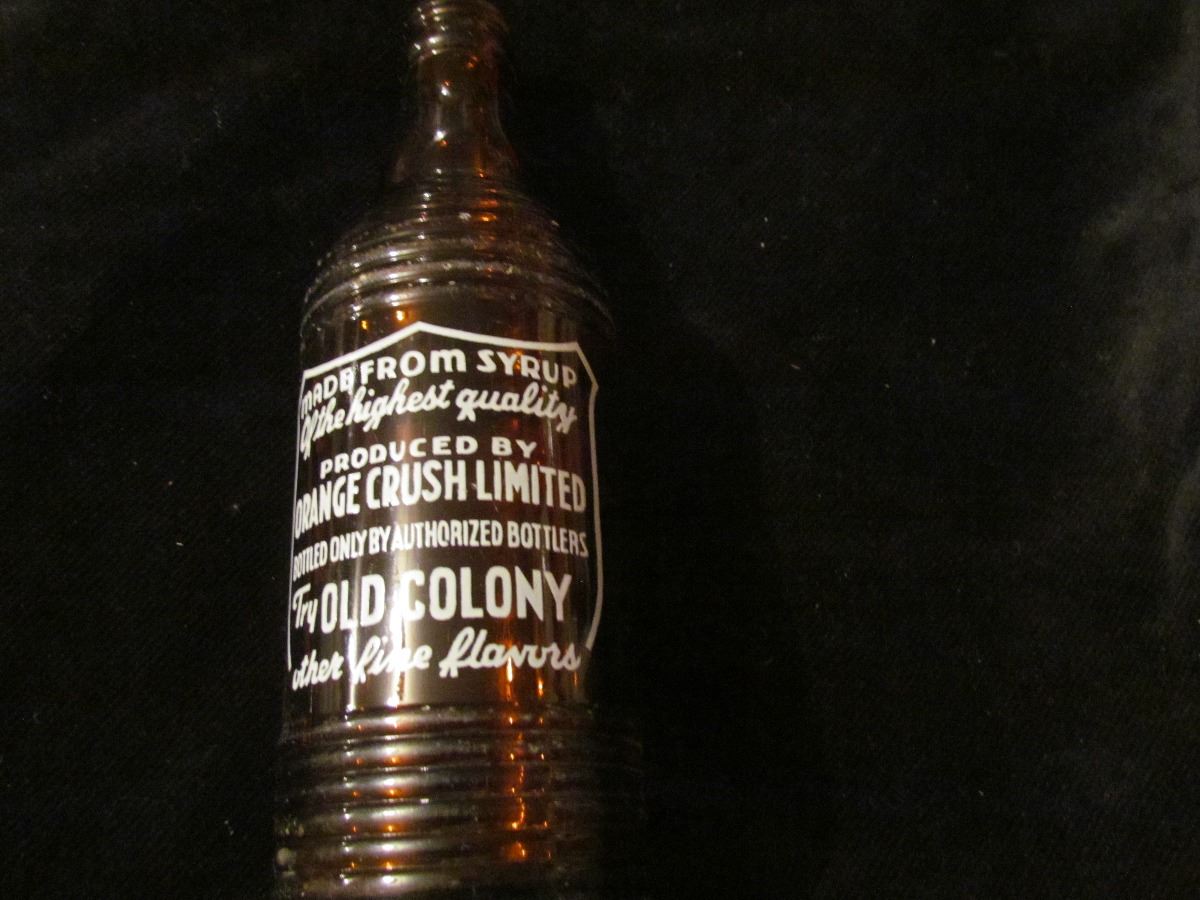 MADE FROM SYRUP
Of the highest quality
PRODUCED BY
ORANGE CRUSH LIMITED
BOTTLED ONLY BY AUTHORIZED BOTTLERS
Try OLD COLONY
other fine flavors